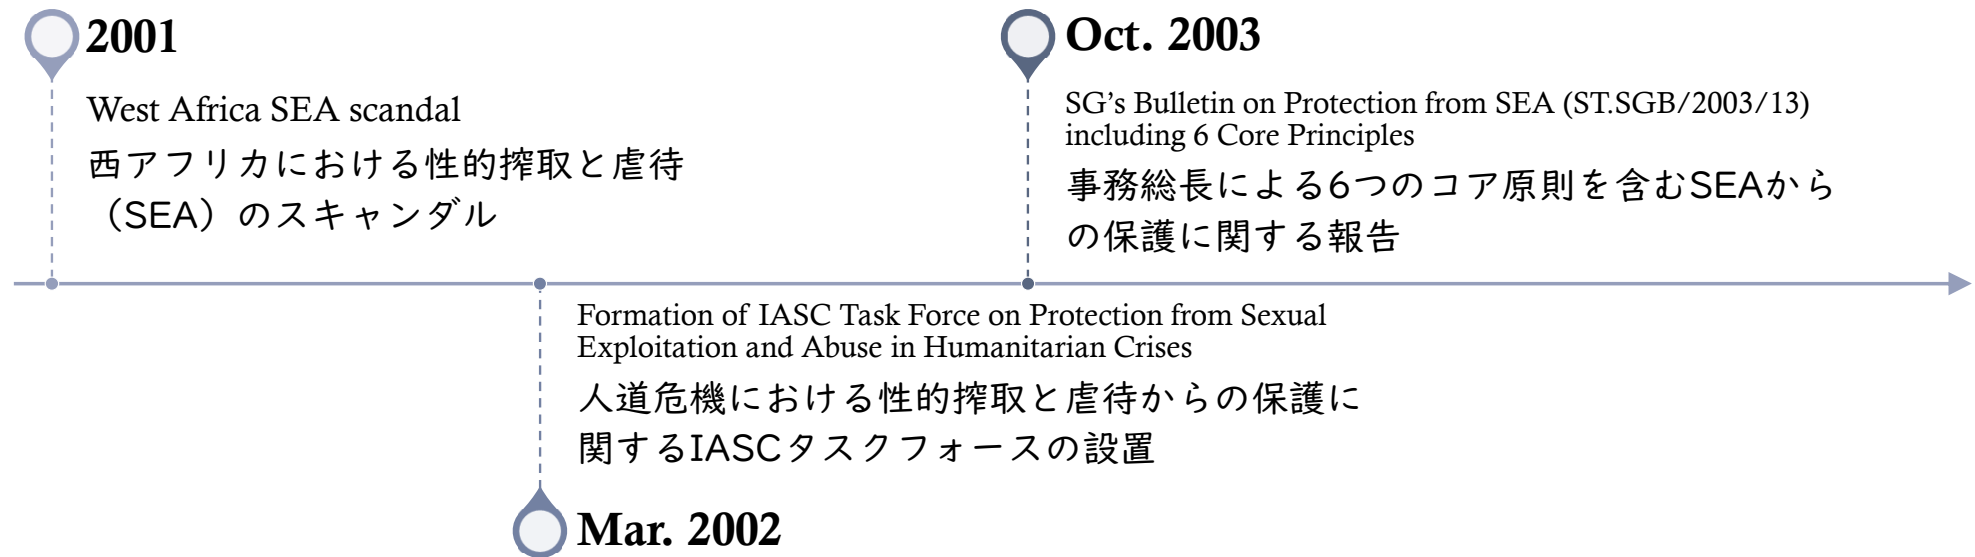 2001
West Africa SEA scandal
西アフリカにおける性的搾取と虐待
（SEA）のスキャンダル
Oct. 2003
SG’s Bulletin on Protection from SEA (ST.SGB/2003/13)
including 6 Core Principles
事務総長による6つのコア原則を含むSEAから
の保護に関する報告
Formation of IASC Task Force on Protection from Sexual
Exploitation and Abuse in Humanitarian Crises
人道危機における性的搾取と虐待からの保護に
関するIASCタスクフォースの設置
Mar. 2002